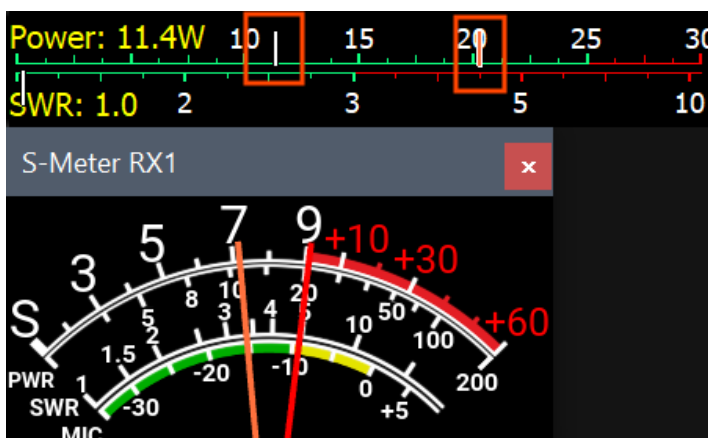 Power: 11.4W 10 15 20 25 30
SWR: 1.0 2 3 5 10
S-Meter RX1 x
S 3 5 7 9 +10 +30 +60
PWR 5 8 10 20 50 100 200
SWR 1 1.5 2 3 4 5 10
MIC -30 -20 -10 0 +5